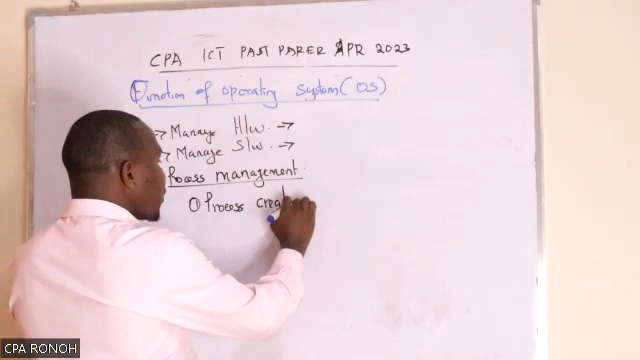 CPA ICT PAST PAPER APR 2023
Function of operating system (OS)
→ Manage H/w. →
→ Manage S/w. →
Process management.
① Process creat
CPA RONOH